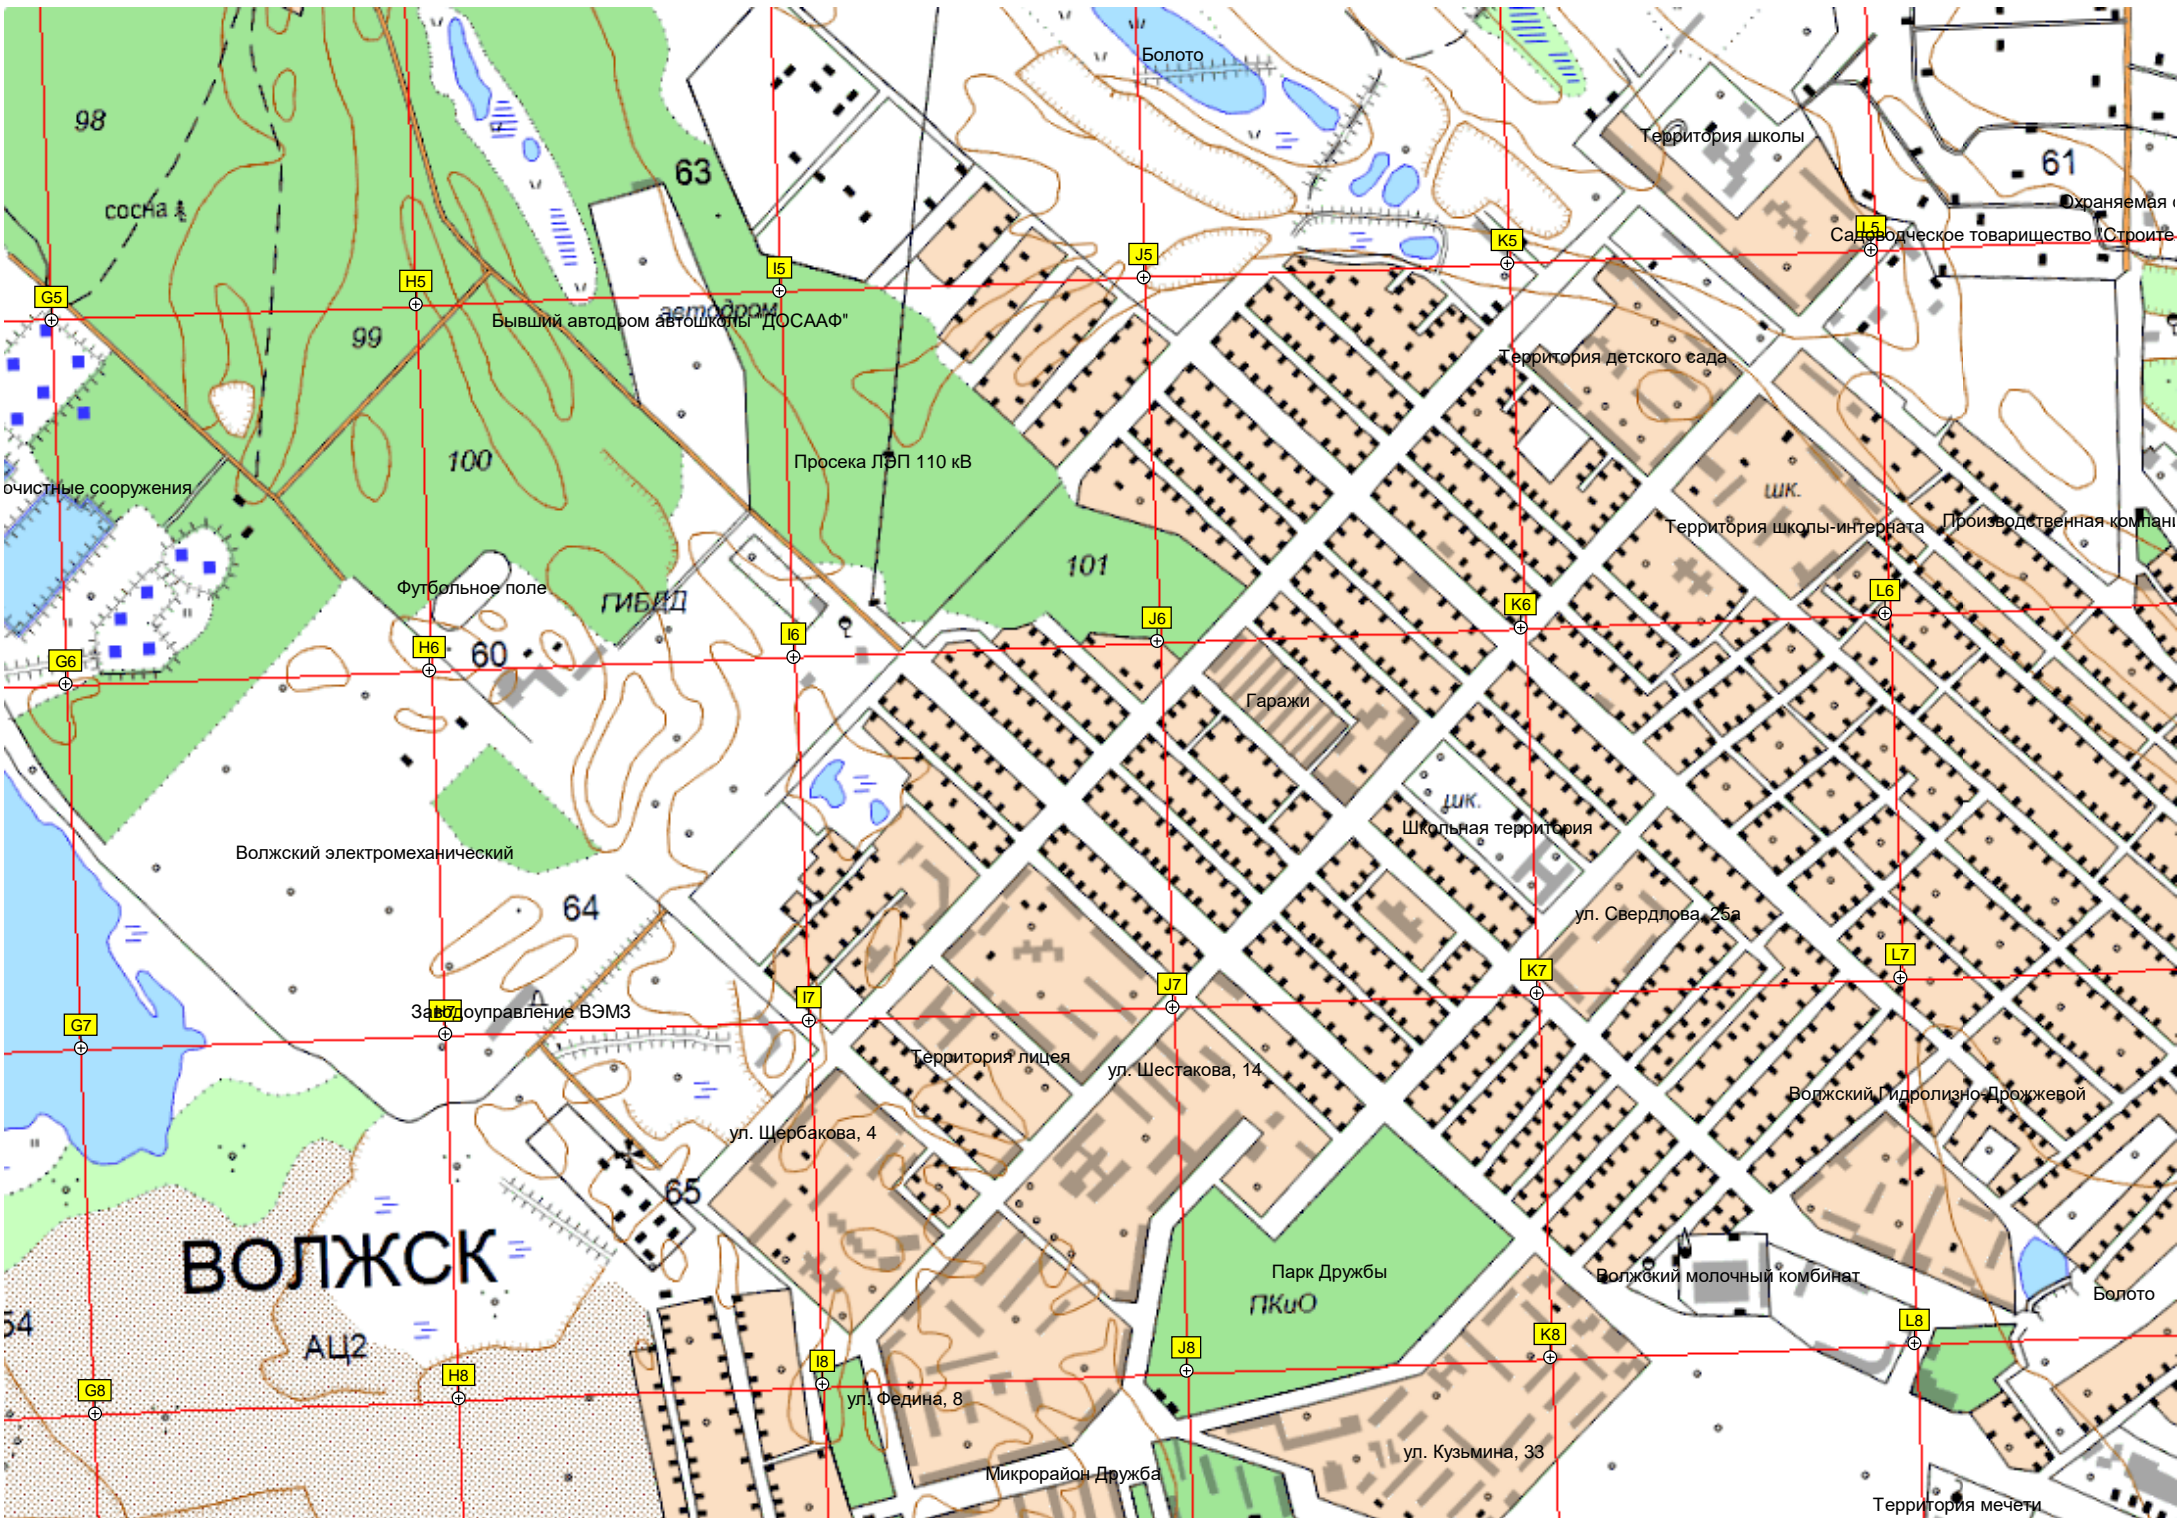 Болото
98
Территория школы
61
63
сосна
Охраняемая
L5
Садоводческое товарищество "Строите
K5
J5
I5
H5
G5
автодром
Бывший автодром автошколы "ДОСААФ"
99
Территория детского сада
100
Просека ЛЭП 110 кВ
очистные сооружения
шк.
Территория школы-интерната
Производственная компани
101
Футбольное поле
ГИБДД
L6
K6
J6
I6
H6
60
G6
Гаражи
шк.
Школьная территория
Волжский электромеханический
64
ул. Свердлова, 25а
L7
K7
J7
I7
H7
Заводоуправление ВЭМЗ
G7
Территория лицея
ул. Шестакова, 14
Волжский Гидролизно-Дрожжевой
ул. Щербакова, 4
65
ВОЛЖСК
Парк Дружбы
ПКиО
Волжский молочный комбинат
Болото
54
АЦ2
L8
K8
J8
I8
H8
G8
ул. Федина, 8
ул. Кузьмина, 33
Микрорайон Дружба
Территория мечети